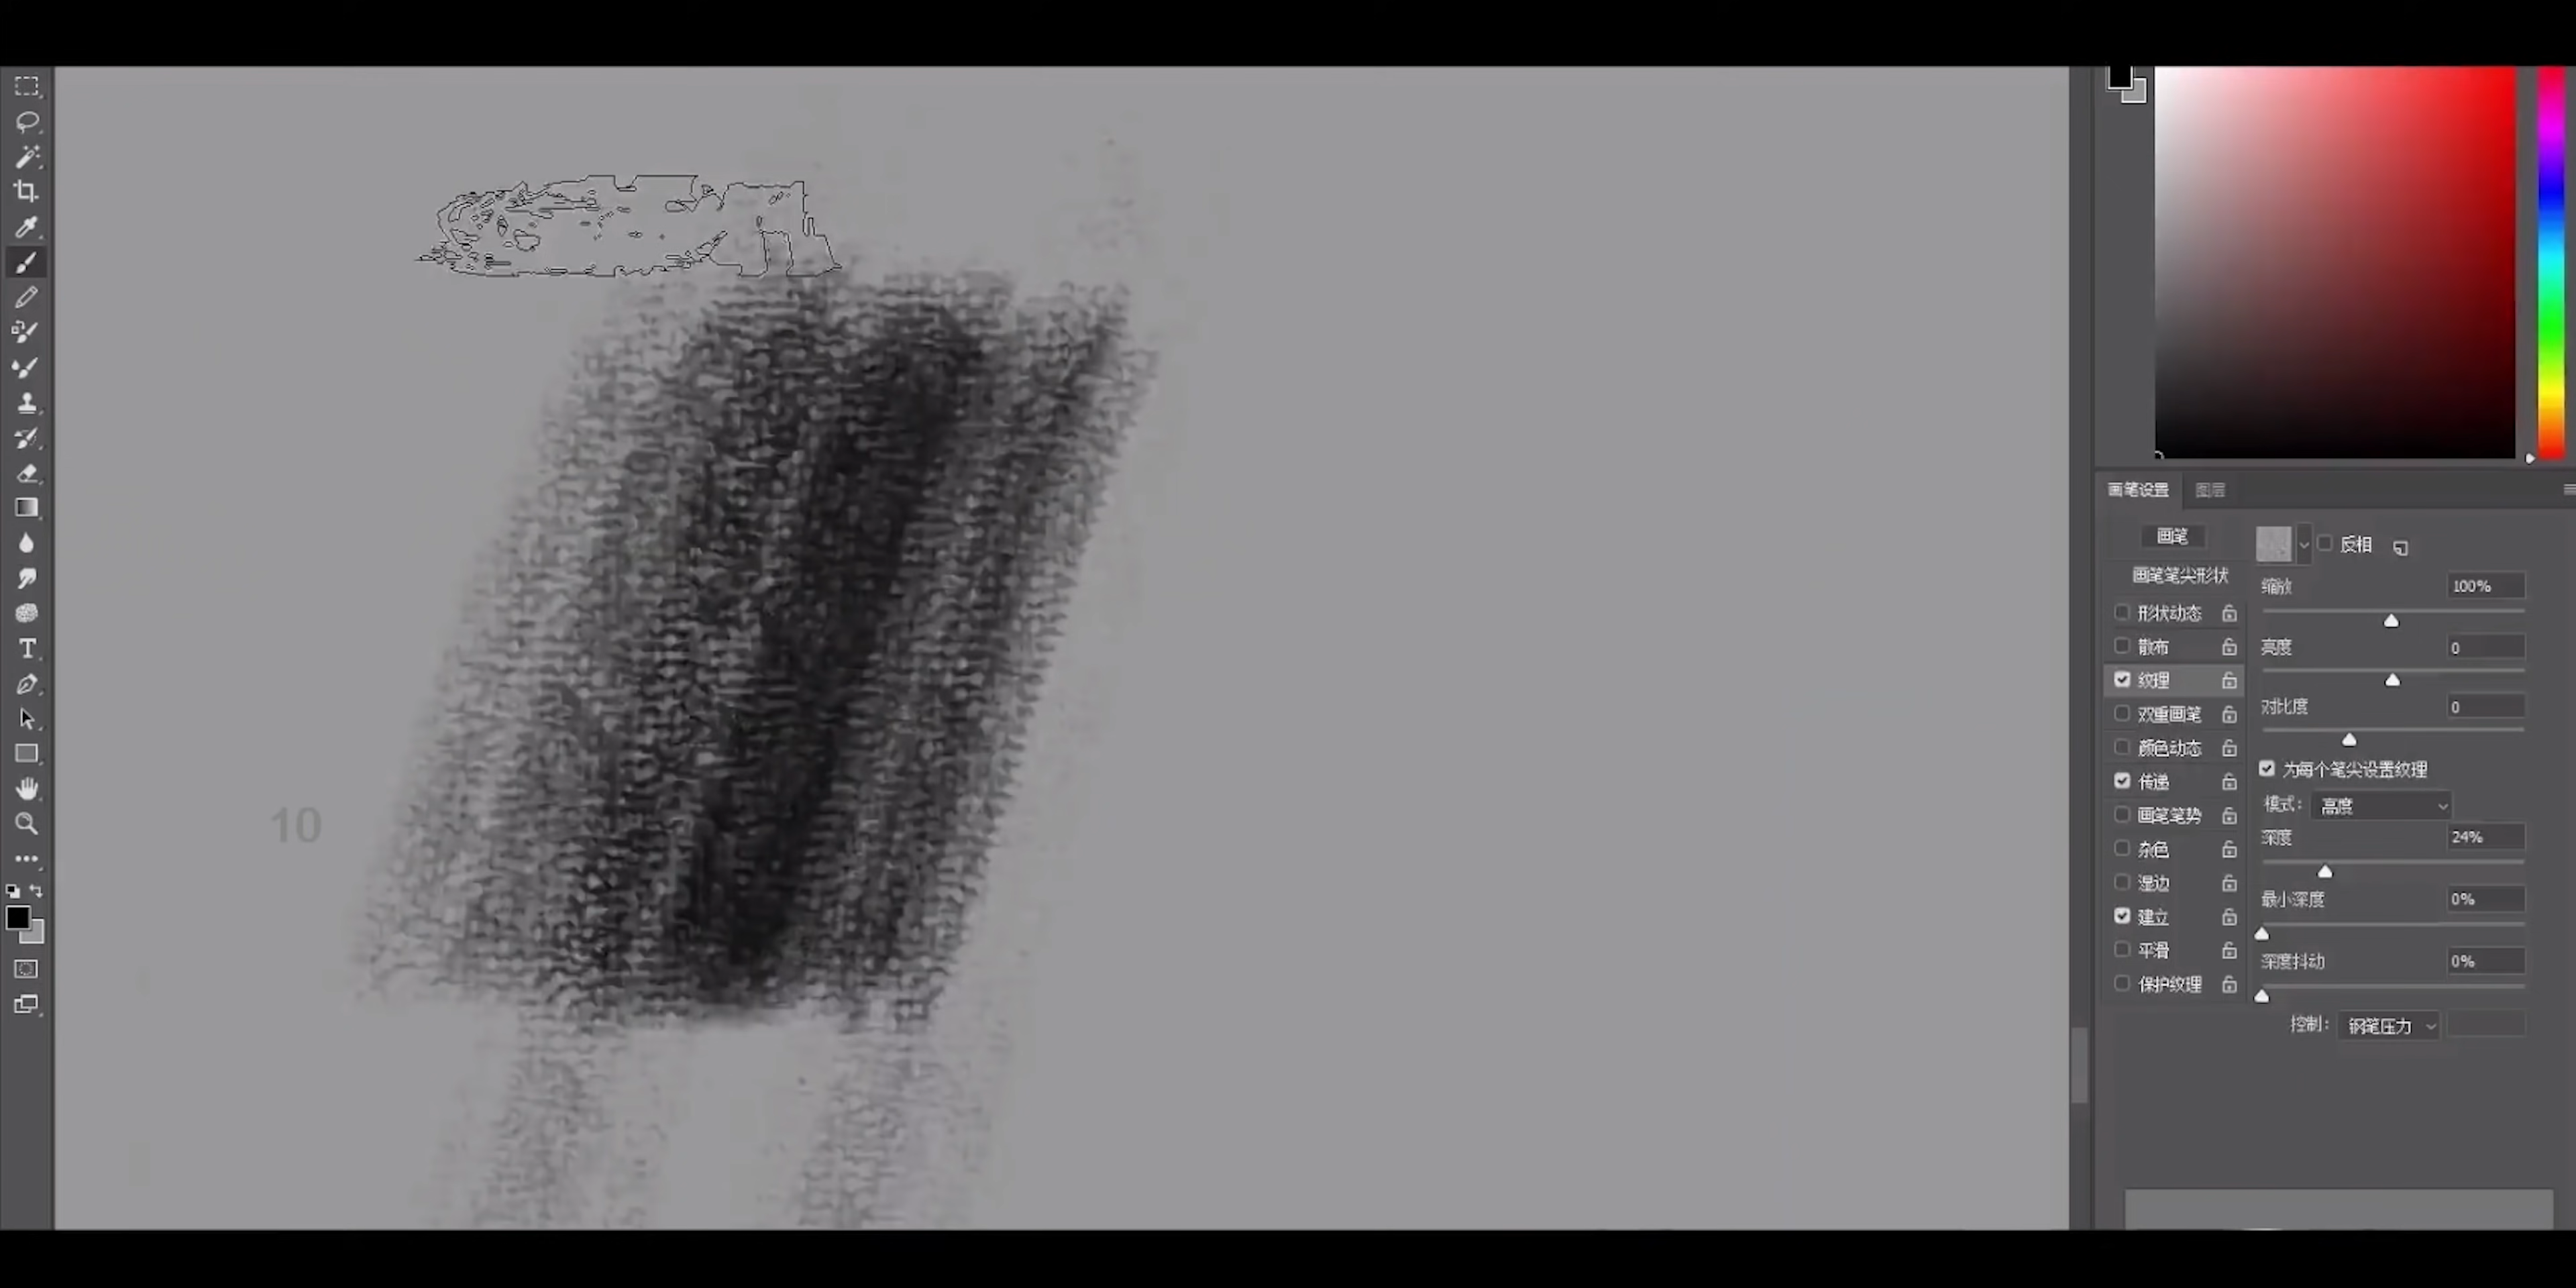 画笔设置 图层
画笔 反相
画笔笔尖形状
缩放 100%
形状动态
散布
亮度 0
纹理
双重画笔
对比度 0
颜色动态
传递
为每个笔尖设置纹理
画笔笔势
模式: 高度
杂色
深度 24%
湿边
建立
最小深度 0%
平滑
深度抖动 0%
保护纹理
控制: 钢笔压力
10